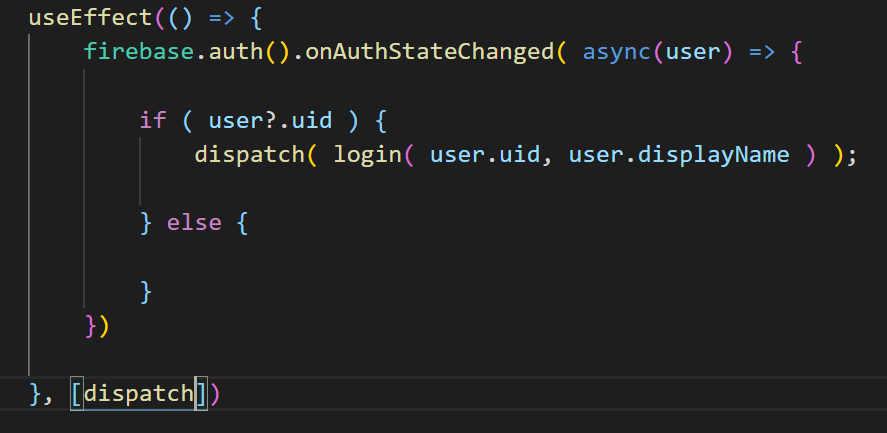 useEffect(() => {
firebase.auth().onAuthStateChanged( async(user) => {
if ( user?.uid ) {
dispatch( login( user.uid, user.displayName ) );
} else {
}
})
}, [dispatch])